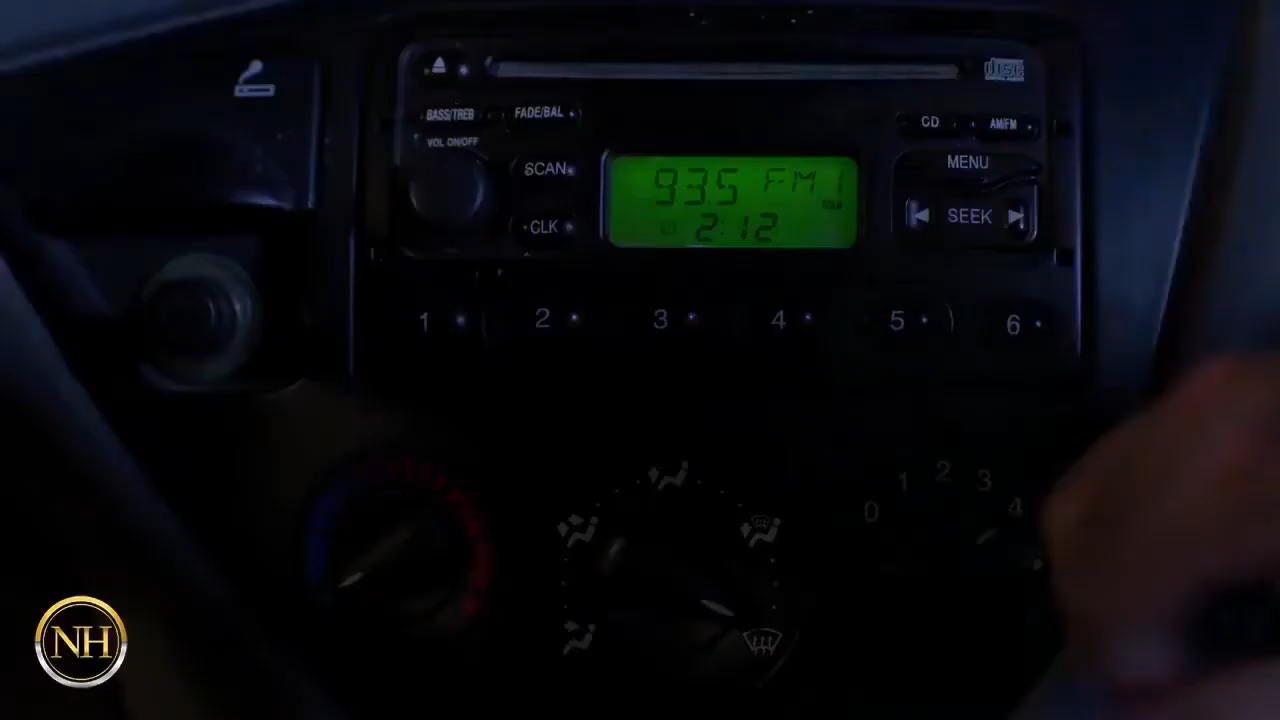 disc
BASS/TREB FADE/BAL
CD AM/FM
VOL ON/OFF
SCAN
MENU
935 FM1
SEEK
CLK
2:12
1 2 3 4 5 6
0 1 2 3 4
NH